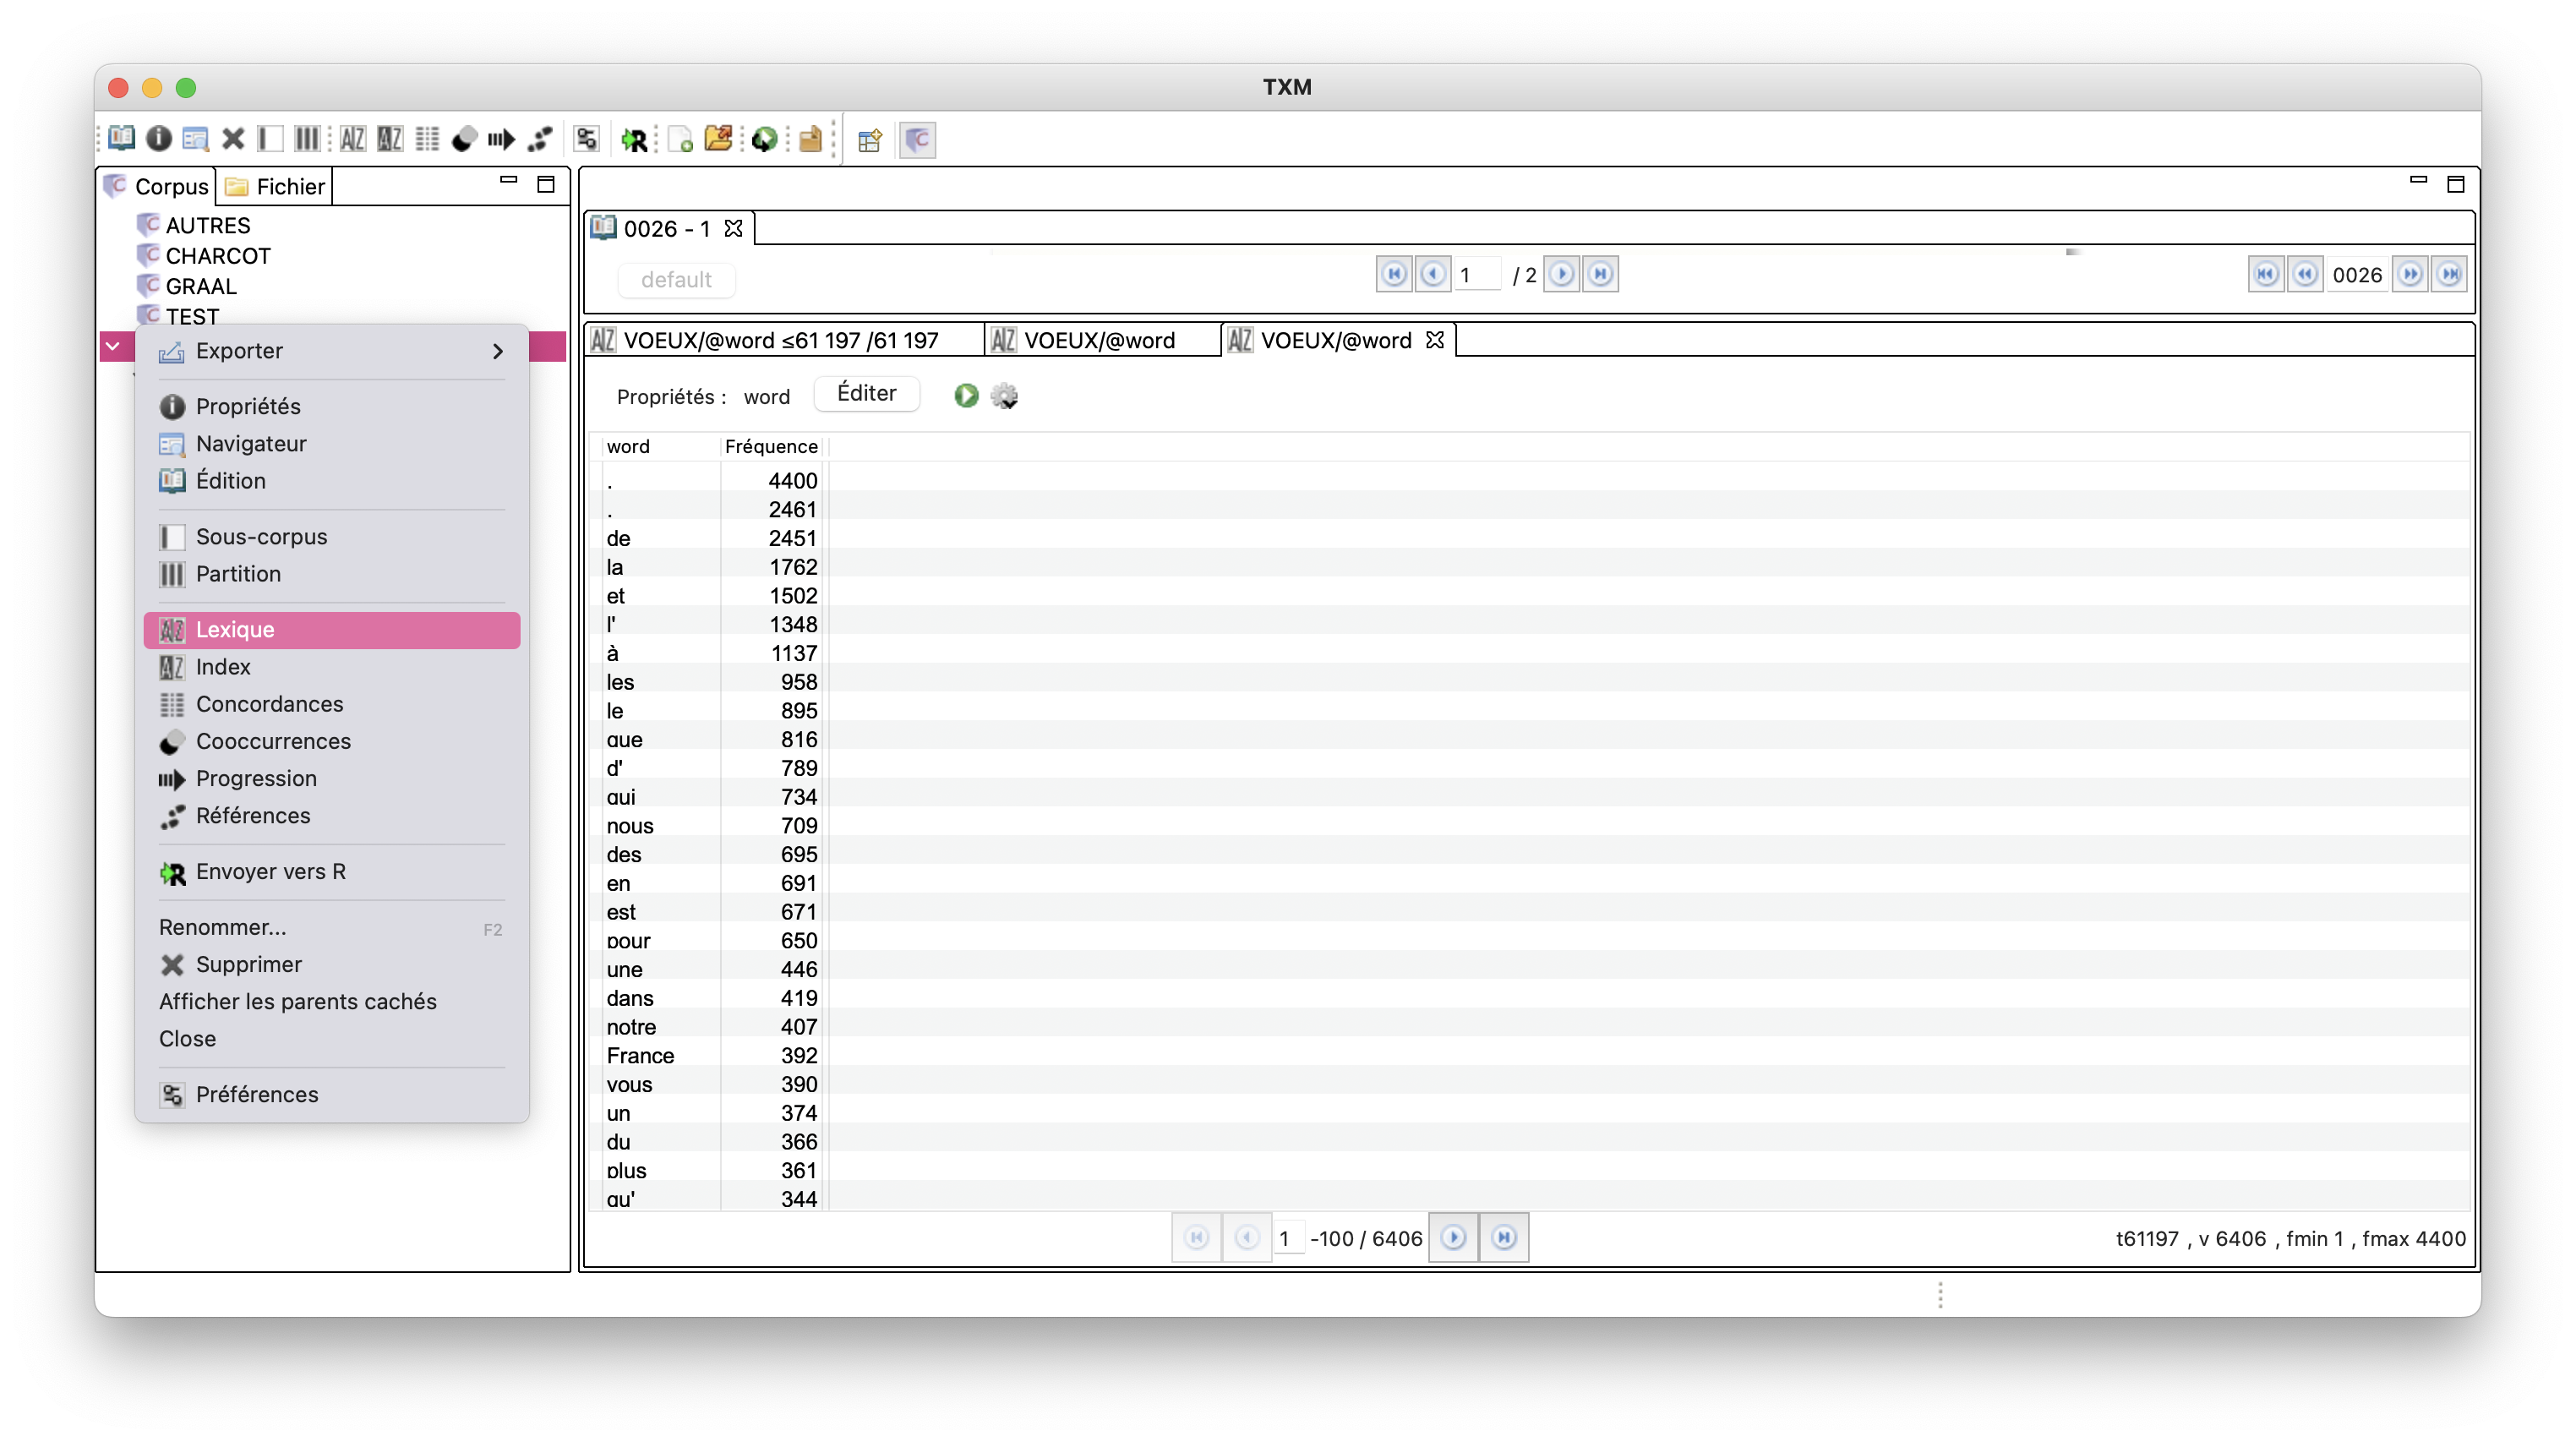 TXM
Corpus Fichier
AUTRES
CHARCOT
GRAAL
TEST
Exporter
Propriétés
Navigateur
Édition
Sous-corpus
Partition
Lexique
Index
Concordances
Cooccurrences
Progression
Références
Envoyer vers R
Renommer... F2
Supprimer
Afficher les parents cachés
Close
Préférences
0026 - 1
default
1 / 2
0026
VOEUX/@word ≤61 197 /61 197 VOEUX/@word VOEUX/@word
Propriétés : word Éditer
word Fréquence
. 4400
. 2461
de 2451
la 1762
et 1502
l' 1348
à 1137
les 958
le 895
que 816
d' 789
qui 734
nous 709
des 695
en 691
est 671
pour 650
une 446
dans 419
notre 407
France 392
vous 390
un 374
du 366
plus 361
qu' 344
1 -100 / 6406
t61197 , v 6406 , fmin 1 , fmax 4400